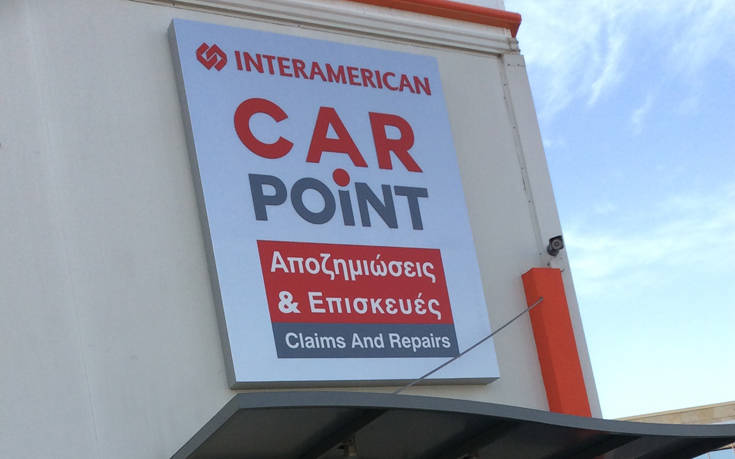 INTERAMERICAN
CAR
POiNT
Αποζημιώσεις
& Επισκευές
Claims And Repairs